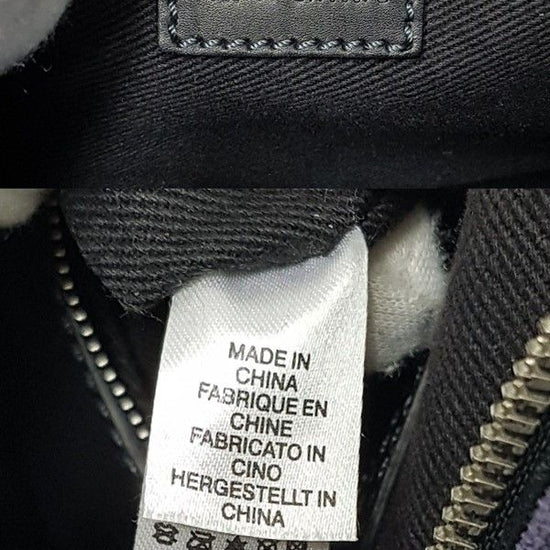 MADE IN
CHINA
FABRIQUE EN
CHINE
FABRICATO IN
CINO
HERGESTELLT IN
CHINA